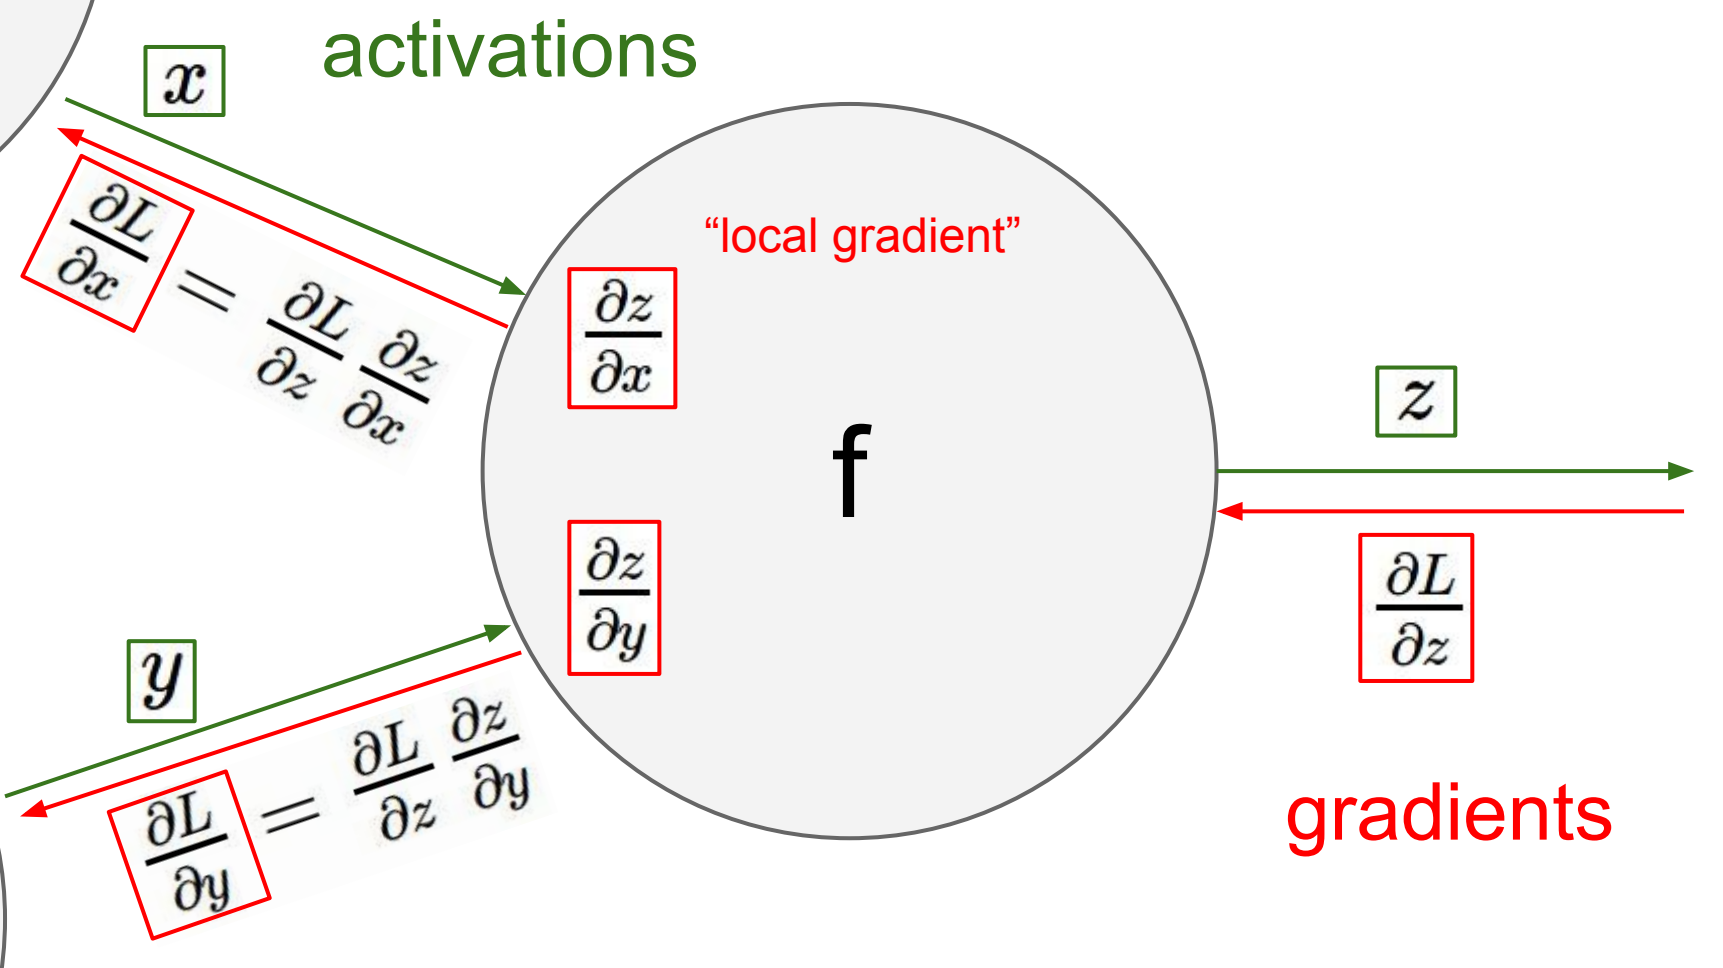 activations
x
∂L/∂x = ∂L/∂z ∂z/∂x
“local gradient”
∂z/∂x
f
z
∂z/∂y
∂L/∂z
y
∂L/∂y = ∂L/∂z ∂z/∂y
gradients